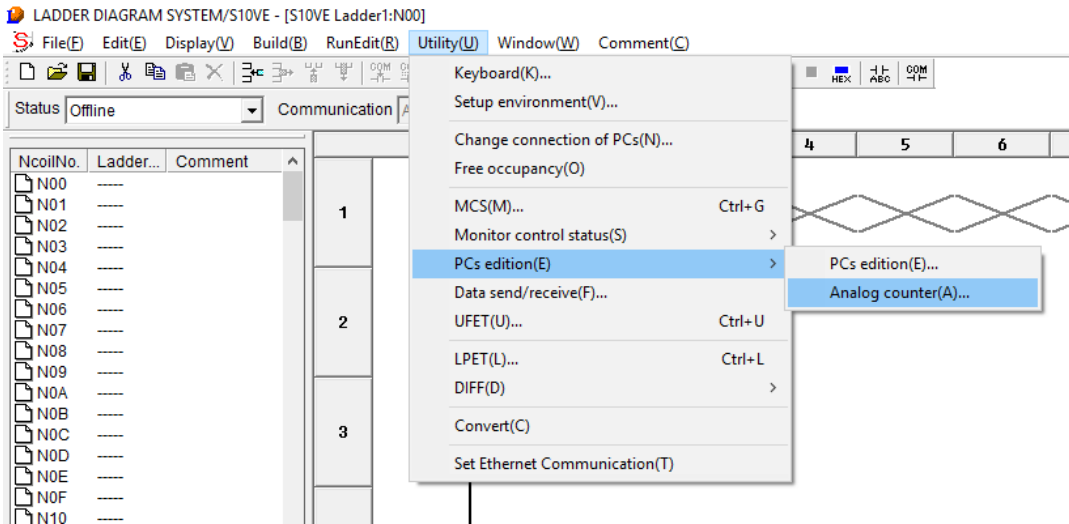 LADDER DIAGRAM SYSTEM/S10VE - [S10VE Ladder1:N00]
File(F) Edit(E) Display(V) Build(B) RunEdit(R) Utility(U) Window(W) Comment(C)
COM HEX ABC COM
Status Offline Communication
NcoilNo. Ladder... Comment
N00 -----
N01 -----
N02 -----
N03 -----
N04 -----
N05 -----
N06 -----
N07 -----
N08 -----
N09 -----
N0A -----
N0B -----
N0C -----
N0D -----
N0E -----
N0F -----
N10 -----
4 5 6
1
2
3
Keyboard(K)...
Setup environment(V)...
Change connection of PCs(N)...
Free occupancy(O)
MCS(M)... Ctrl+G
Monitor control status(S)
PCs edition(E)
Data send/receive(F)...
UFET(U)... Ctrl+U
LPET(L)... Ctrl+L
DIFF(D)
Convert(C)
Set Ethernet Communication(T)
PCs edition(E)...
Analog counter(A)...